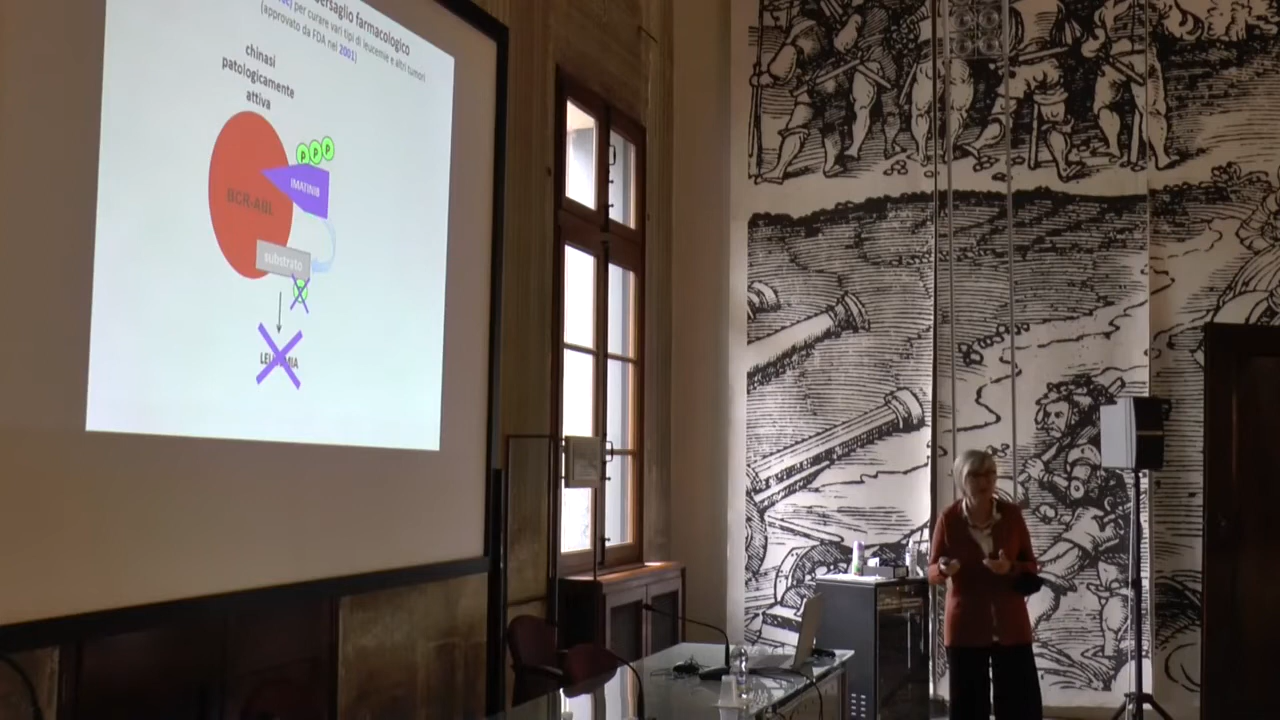 bersaglio farmacologico
per curare vari tipi di leucemie e altri tumori
(approvato da FDA nel 2001)
chinasi
patologicamente
attiva
P P P
IMATINIB
BCR-ABL
substrato
P
LEUCEMIA